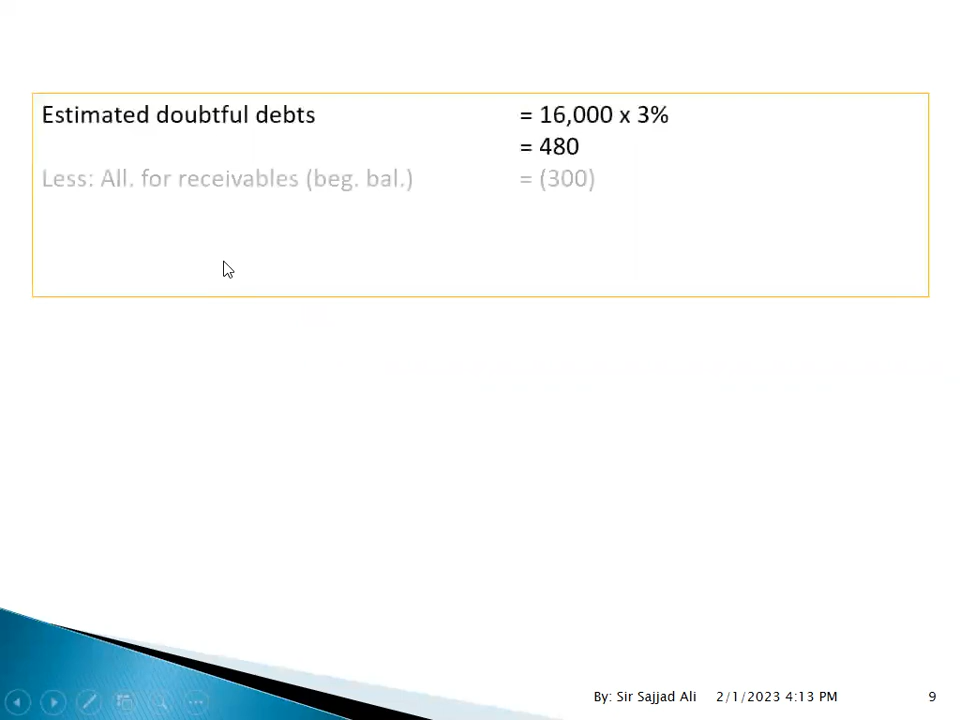 Estimated doubtful debts = 16,000 x 3%
= 480
Less: All. for receivables (beg. bal.) = (300)
By: Sir Sajjad Ali 2/1/2023 4:13 PM 9